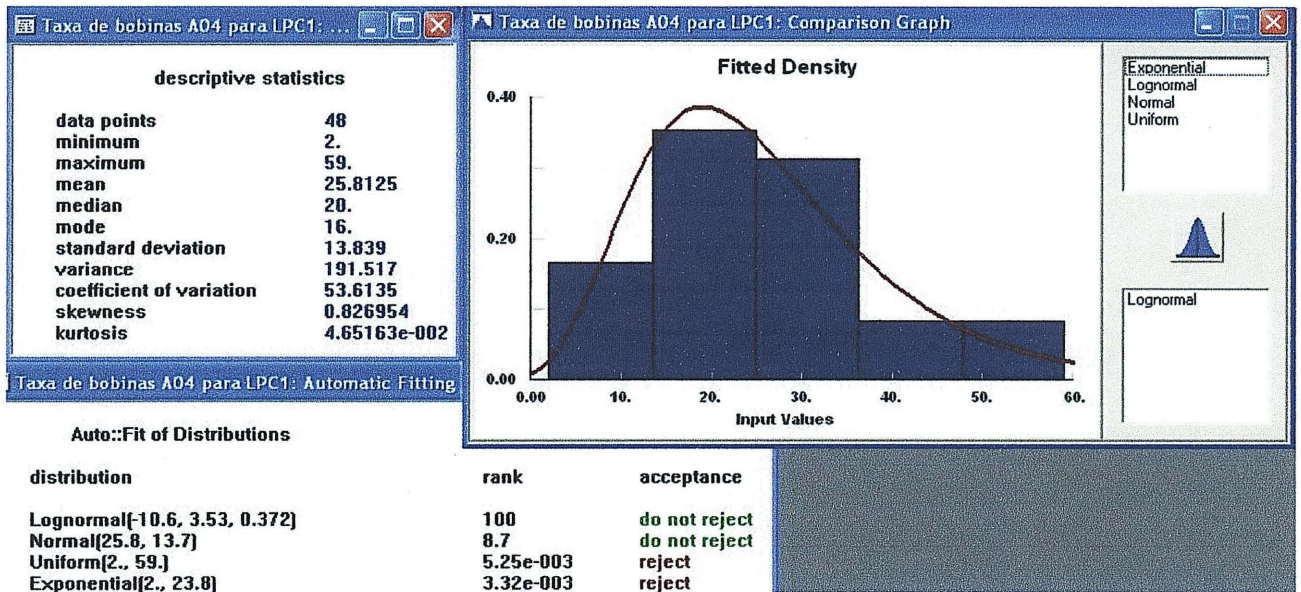 Taxa de bobinas A04 para LPC1: ...
descriptive statistics
data points 48
minimum 2.
maximum 59.
mean 25.8125
median 20.
mode 16.
standard deviation 13.839
variance 191.517
coefficient of variation 53.6135
skewness 0.826954
kurtosis 4.65163e-002
Taxa de bobinas A04 para LPC1: Comparison Graph
Fitted Density
0.40
0.20
0.00
0.00 10. 20. 30. 40. 50. 60.
Input Values
Exponential
Lognormal
Normal
Uniform
Lognormal
Taxa de bobinas A04 para LPC1: Automatic Fitting
Auto::Fit of Distributions
distribution rank acceptance
Lognormal(-10.6, 3.53, 0.372) 100 do not reject
Normal(25.8, 13.7) 8.7 do not reject
Uniform(2., 59.) 5.25e-003 reject
Exponential(2., 23.8) 3.32e-003 reject